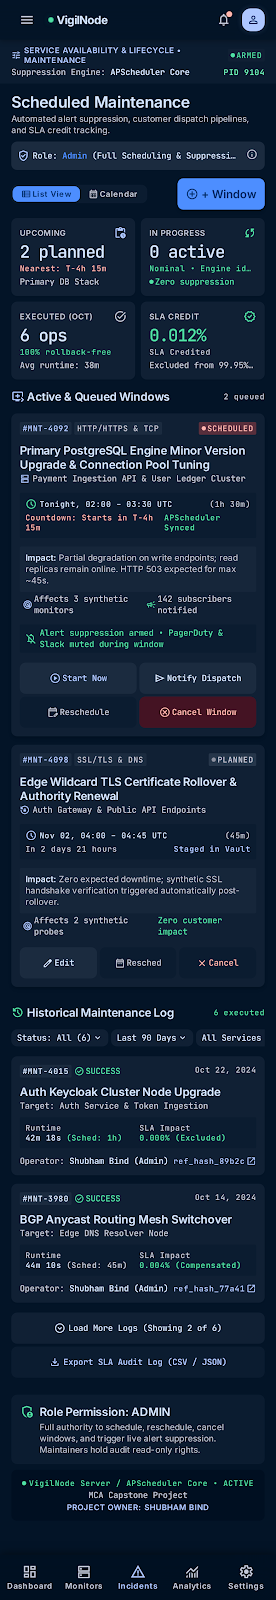 VigilNode
SERVICE AVAILABILITY & LIFECYCLE •
MAINTENANCE
ARMED
Suppression Engine: APScheduler Core
PID 9104
Scheduled Maintenance
Automated alert suppression, customer dispatch pipelines,
and SLA credit tracking.
Role: Admin (Full Scheduling & Suppressi…
List View
Calendar
+ Window
UPCOMING
2 planned
Nearest: T-4h 15m
Primary DB Stack
IN PROGRESS
0 active
Nominal • Engine id…
Zero suppression
EXECUTED (OCT)
6 ops
100% rollback-free
Avg runtime: 38m
SLA CREDIT
0.012%
SLA Credited
Excluded from 99.95%…
Active & Queued Windows
2 queued
#MNT-4092
HTTP/HTTPS & TCP
SCHEDULED
Primary PostgreSQL Engine Minor Version
Upgrade & Connection Pool Tuning
Payment Ingestion API & User Ledger Cluster
Tonight, 02:00 – 03:30 UTC
(1h 30m)
Countdown: Starts in T-4h
15m
APScheduler
Synced
Impact: Partial degradation on write endpoints; read
replicas remain online. HTTP 503 expected for max
~45s.
Affects 3 synthetic
monitors
142 subscribers
notified
Alert suppression armed • PagerDuty &
Slack muted during window
Start Now
Notify Dispatch
Reschedule
Cancel Window
#MNT-4098
SSL/TLS & DNS
PLANNED
Edge Wildcard TLS Certificate Rollover &
Authority Renewal
Auth Gateway & Public API Endpoints
Nov 02, 04:00 – 04:45 UTC
(45m)
In 2 days 21 hours
Staged in Vault
Impact: Zero expected downtime; synthetic SSL
handshake verification triggered automatically post-
rollover.
Affects 2 synthetic
probes
Zero customer
impact
Edit
Resched
Cancel
Historical Maintenance Log
6 executed
Status: All (6)
Last 90 Days
All Services
#MNT-4015
SUCCESS
Oct 22, 2024
Auth Keycloak Cluster Node Upgrade
Target: Auth Service & Token Ingestion
Runtime
42m 18s (Sched: 1h)
SLA Impact
0.000% (Excluded)
Operator: Shubham Bind (Admin)
ref_hash_89b2c
#MNT-3980
SUCCESS
Oct 14, 2024
BGP Anycast Routing Mesh Switchover
Target: Edge DNS Resolver Node
Runtime
44m 10s (Sched: 45m)
SLA Impact
0.004% (Compensated)
Operator: Shubham Bind (Admin)
ref_hash_77a41
Load More Logs (Showing 2 of 6)
Export SLA Audit Log (CSV / JSON)
Role Permission: ADMIN
Full authority to schedule, reschedule, cancel
windows, and trigger live alert suppression.
Maintainers hold audit read-only rights.
VigilNode Server / APScheduler Core • ACTIVE
MCA Capstone Project
PROJECT OWNER: SHUBHAM BIND
Dashboard
Monitors
Incidents
Analytics
Settings